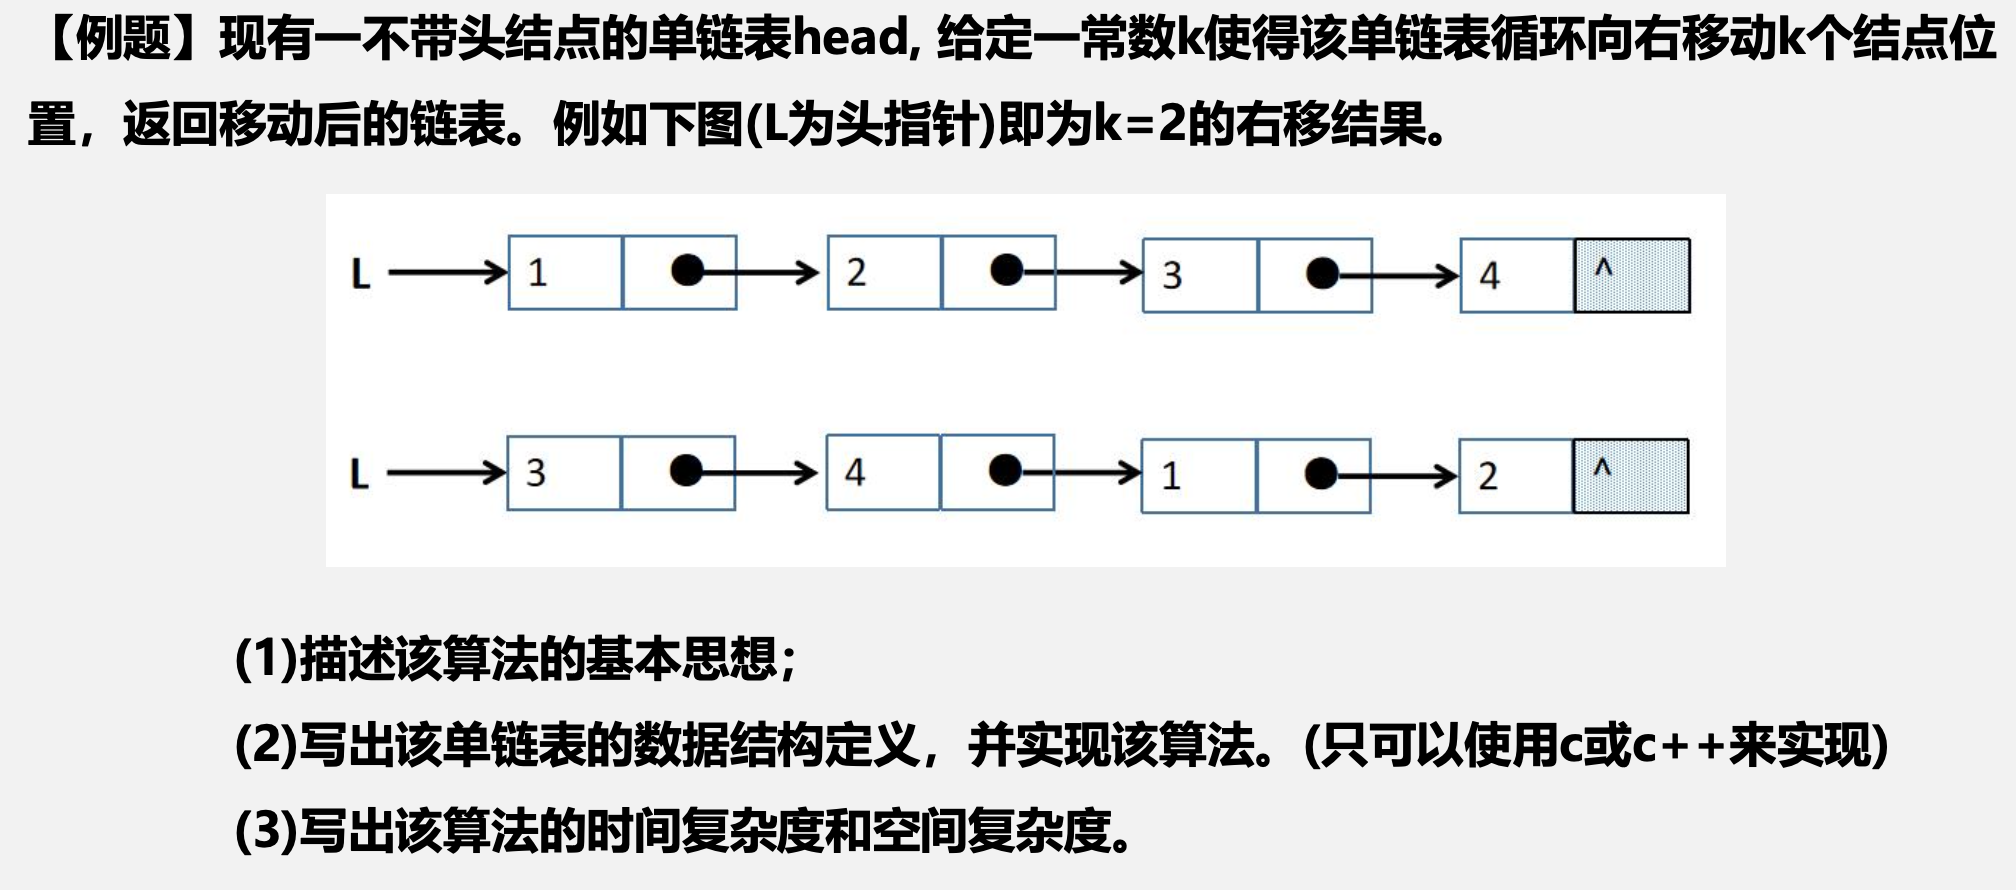 【例题】现有一不带头结点的单链表head, 给定一常数k使得该单链表循环向右移动k个结点位
置，返回移动后的链表。例如下图(L为头指针)即为k=2的右移结果。
L 1 2 3 4 ^
L 3 4 1 2 ^
(1)描述该算法的基本思想；
(2)写出该单链表的数据结构定义，并实现该算法。(只可以使用c或c++来实现)
(3)写出该算法的时间复杂度和空间复杂度。